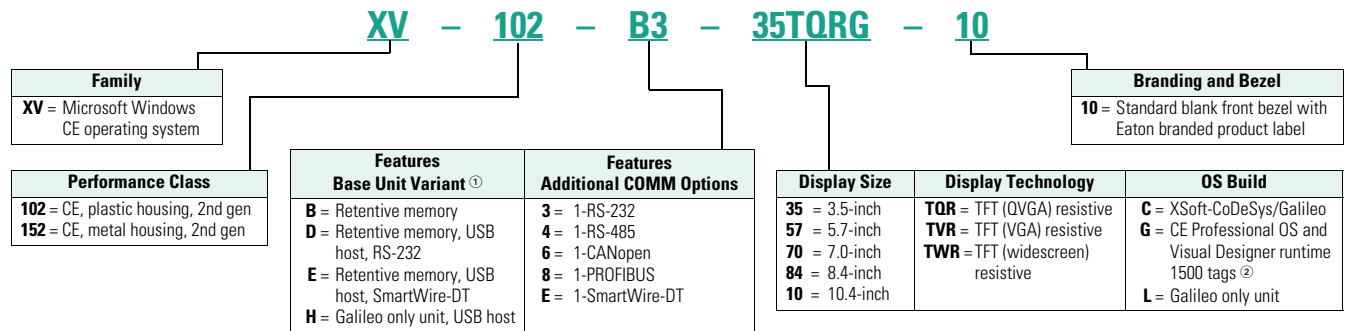 XV – 102 – B3 – 35TQRG – 10
Family
XV = Microsoft Windows
CE operating system
Branding and Bezel
10 = Standard blank front bezel with
Eaton branded product label
Performance Class
102 = CE, plastic housing, 2nd gen
152 = CE, metal housing, 2nd gen
Features
Base Unit Variant ①
B = Retentive memory
D = Retentive memory, USB
host, RS-232
E = Retentive memory, USB
host, SmartWire-DT
H = Galileo only unit, USB host
Features
Additional COMM Options
3 = 1-RS-232
4 = 1-RS-485
6 = 1-CANopen
8 = 1-PROFIBUS
E = 1-SmartWire-DT
Display Size
35 = 3.5-inch
57 = 5.7-inch
70 = 7.0-inch
84 = 8.4-inch
10 = 10.4-inch
Display Technology
TQR = TFT (QVGA) resistive
TVR = TFT (VGA) resistive
TWR = TFT (widescreen)
resistive
OS Build
C = XSoft-CoDeSys/Galileo
G = CE Professional OS and
Visual Designer runtime
1500 tags ②
L = Galileo only unit